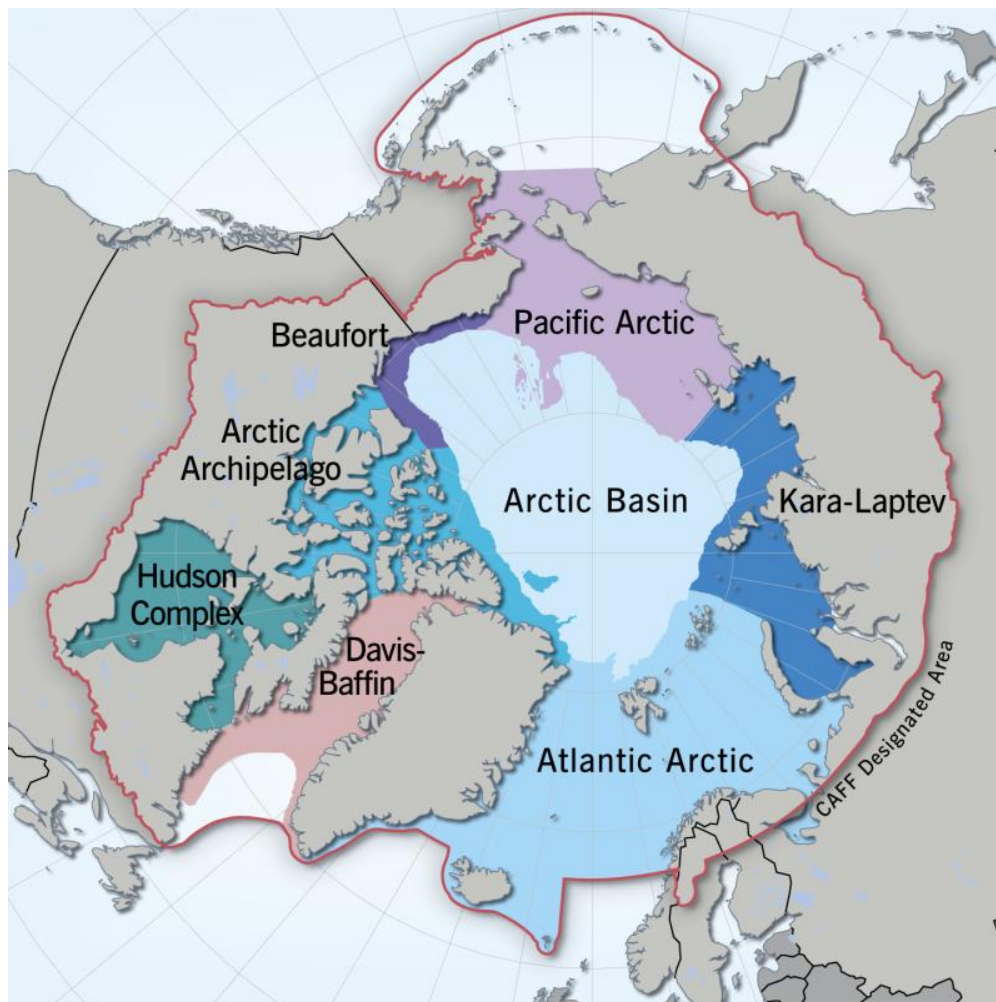 Pacific Arctic
Beaufort
Arctic
Archipelago
Arctic Basin
Kara-Laptev
Hudson
Complex
Davis-
Baffin
Atlantic Arctic
CAFF Designated Area